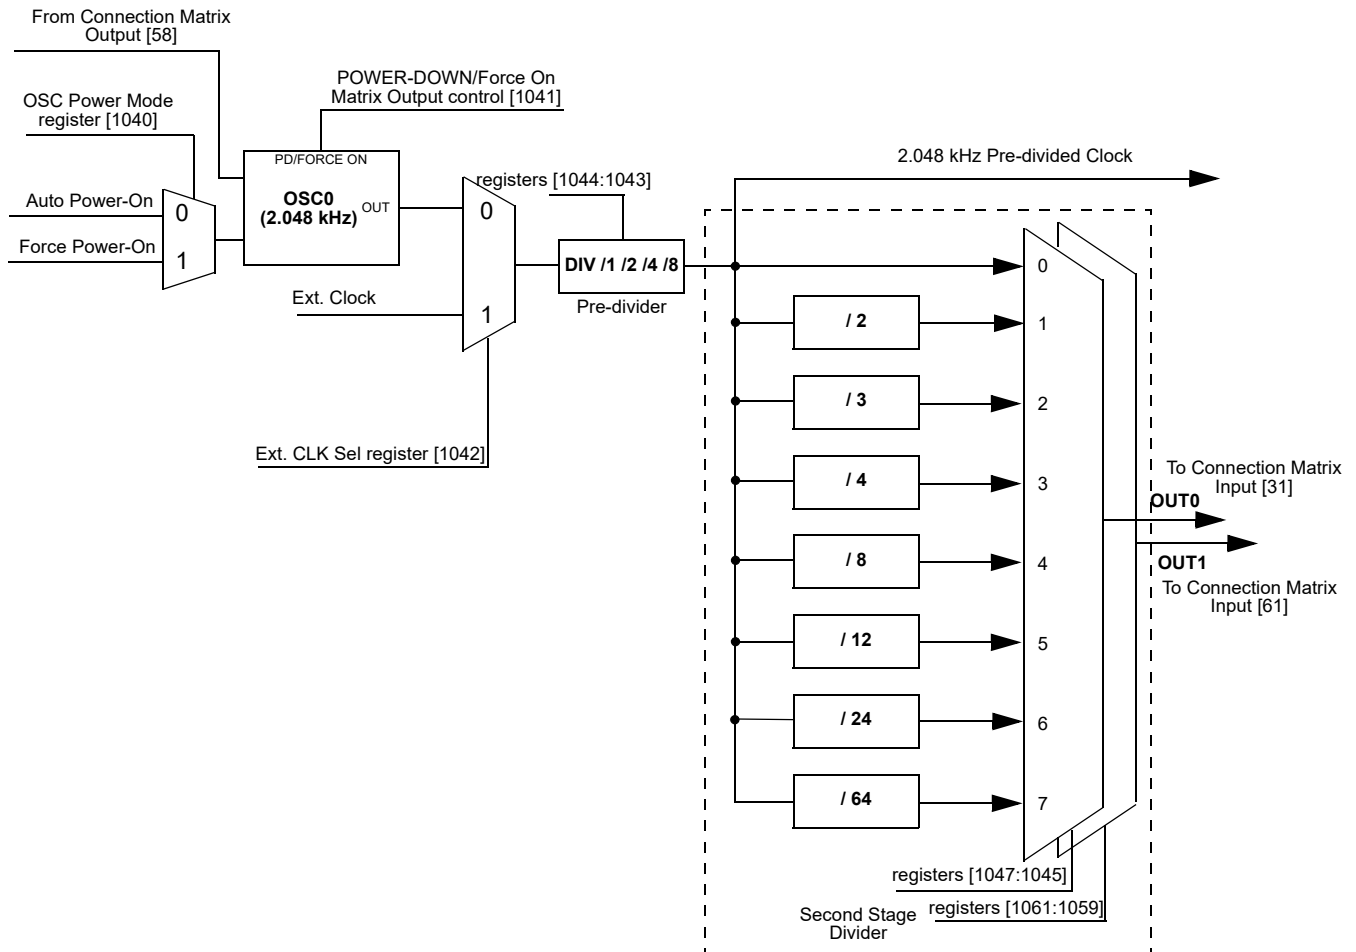 From Connection Matrix
Output [58]
POWER-DOWN/Force On
Matrix Output control [1041]
OSC Power Mode
register [1040]
PD/FORCE ON
OSC0
(2.048 kHz)
OUT
Auto Power-On
0
Force Power-On
1
registers [1044:1043]
0
Ext. Clock
1
DIV /1 /2 /4 /8
Pre-divider
Ext. CLK Sel register [1042]
2.048 kHz Pre-divided Clock
0
/ 2
1
/ 3
2
/ 4
3
/ 8
4
/ 12
5
/ 24
6
/ 64
7
To Connection Matrix
Input [31]
OUT0
OUT1
To Connection Matrix
Input [61]
registers [1047:1045]
registers [1061:1059]
Second Stage
Divider